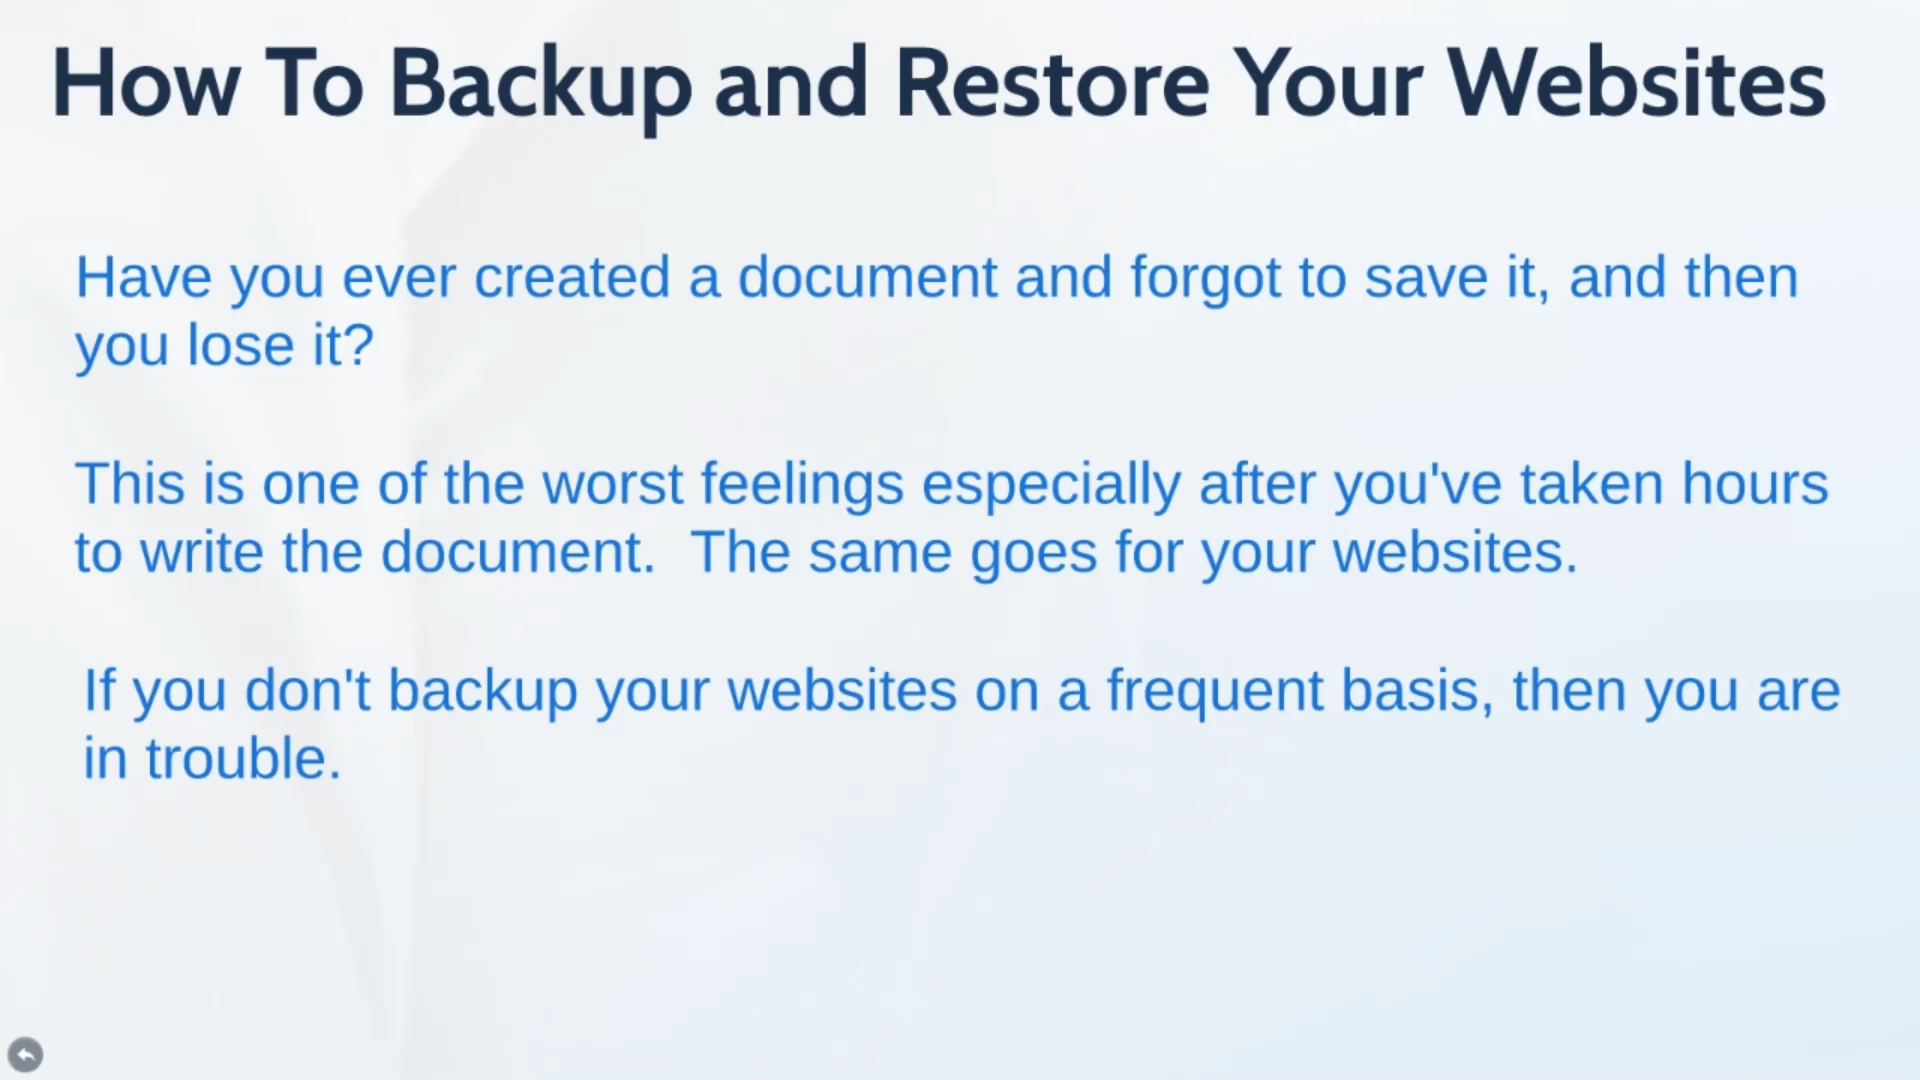 How To Backup and Restore Your Websites
Have you ever created a document and forgot to save it, and then
you lose it?
This is one of the worst feelings especially after you've taken hours
to write the document.  The same goes for your websites.
If you don't backup your websites on a frequent basis, then you are
in trouble.